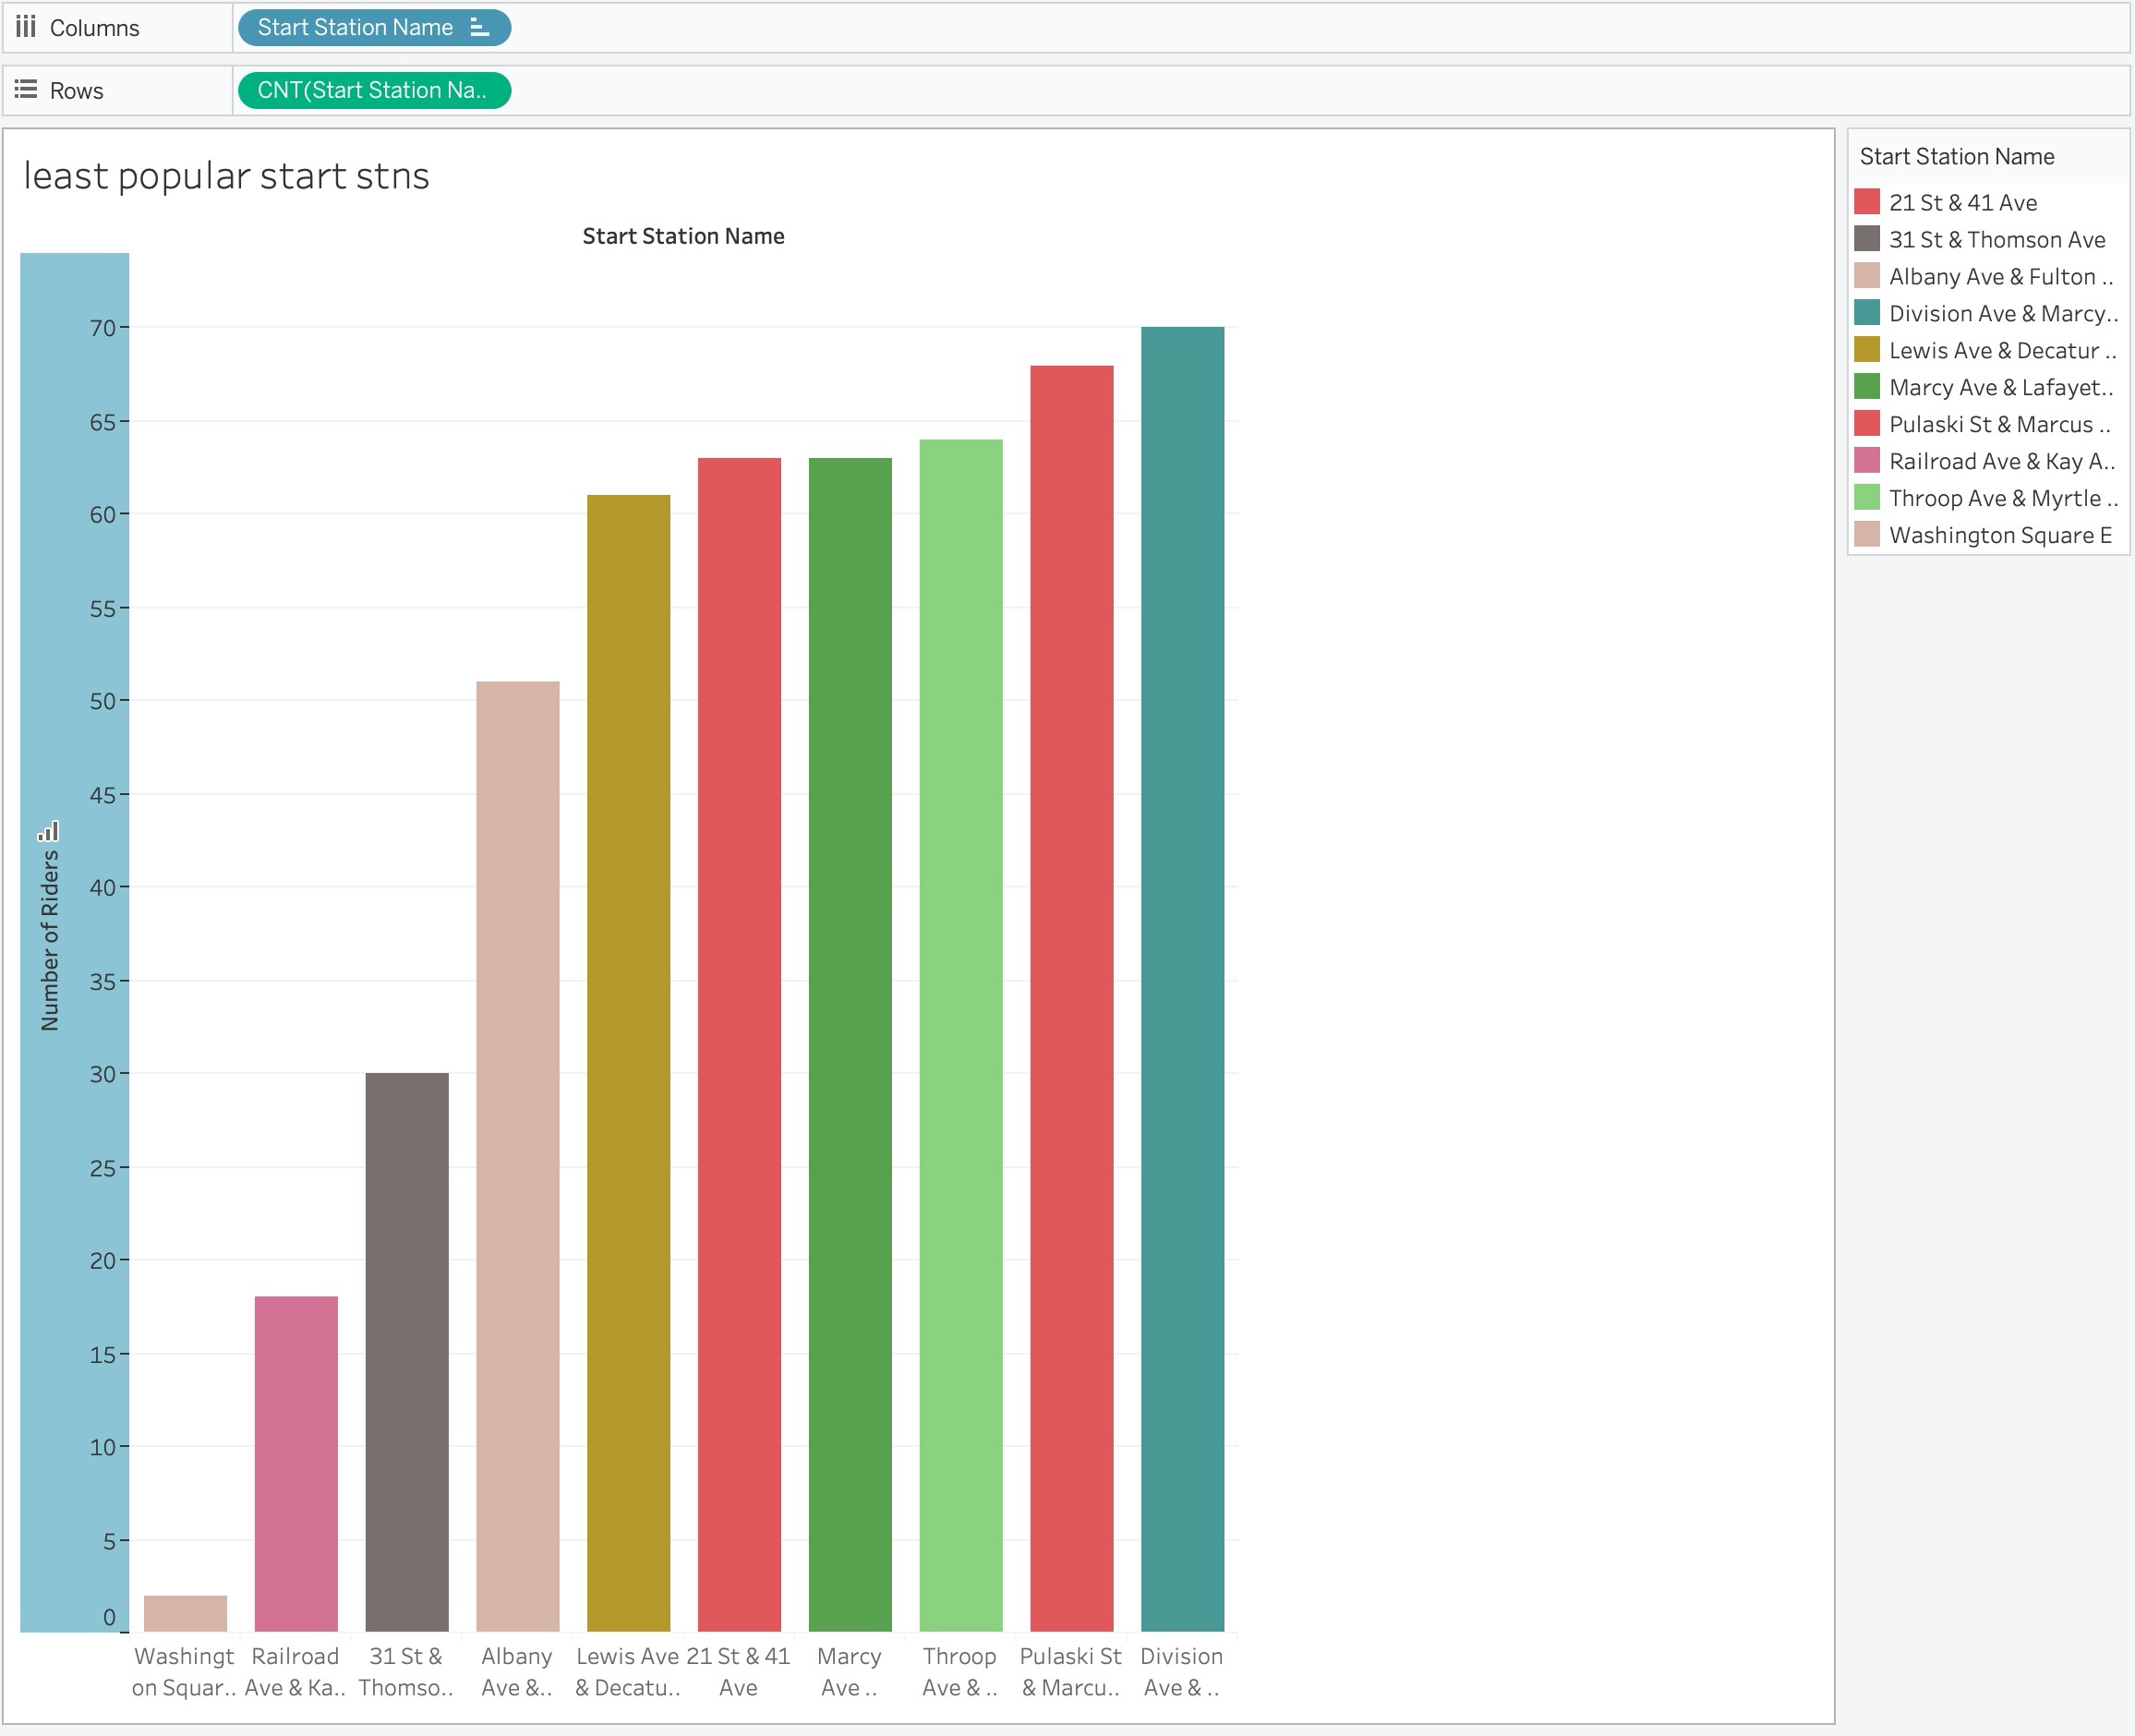 Columns
Start Station Name
Rows
CNT(Start Station Na..
least popular start stns
Start Station Name
70
65
60
55
50
45
40
35
30
25
20
15
10
5
0
Number of Riders
Washingt
on Squar..
Railroad
Ave & Ka..
31 St &
Thomso..
Albany
Ave &..
Lewis Ave
& Decatu..
21 St & 41
Ave
Marcy
Ave ..
Throop
Ave & ..
Pulaski St
& Marcu..
Division
Ave & ..
Start Station Name
21 St & 41 Ave
31 St & Thomson Ave
Albany Ave & Fulton ..
Division Ave & Marcy..
Lewis Ave & Decatur ..
Marcy Ave & Lafayet..
Pulaski St & Marcus ..
Railroad Ave & Kay A..
Throop Ave & Myrtle ..
Washington Square E